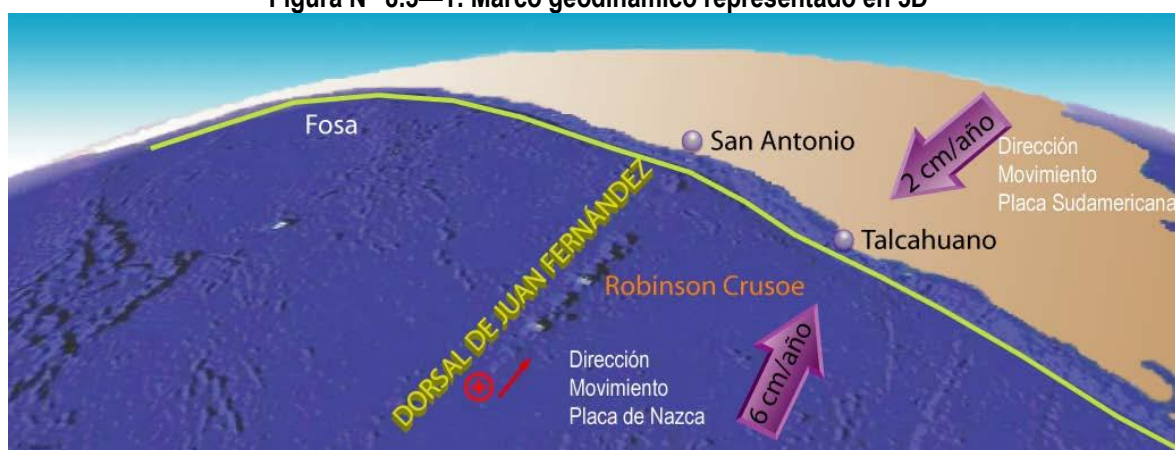 Figura N° 8.3—1: Marco geodinámico representado en 3D
Fosa
San Antonio
2 cm/año
Dirección
Movimiento
Placa Sudamericana
Talcahuano
DORSAL DE JUAN FERNÁNDEZ
Robinson Crusoe
6 cm/año
Dirección
Movimiento
Placa de Nazca